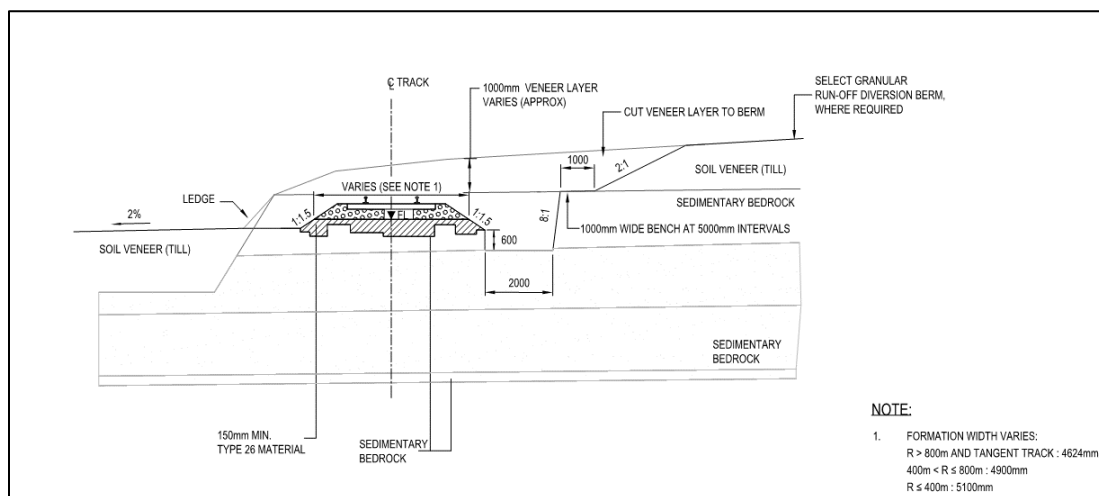 ℄ TRACK
1000mm VENEER LAYER
VARIES (APPROX)
SELECT GRANULAR
RUN-OFF DIVERSION BERM,
WHERE REQUIRED
CUT VENEER LAYER TO BERM
1000
2:1
SOIL VENEER (TILL)
VARIES (SEE NOTE 1)
LEDGE
SEDIMENTARY BEDROCK
2%
1:1.5
FL
1:1.5
8:1
1000mm WIDE BENCH AT 5000mm INTERVALS
SOIL VENEER (TILL)
600
2000
SEDIMENTARY
BEDROCK
150mm MIN.
TYPE 26 MATERIAL
SEDIMENTARY
BEDROCK
NOTE:
1. FORMATION WIDTH VARIES:
R > 800m AND TANGENT TRACK : 4624mm
400m < R ≤ 800m : 4900mm
R ≤ 400m : 5100mm